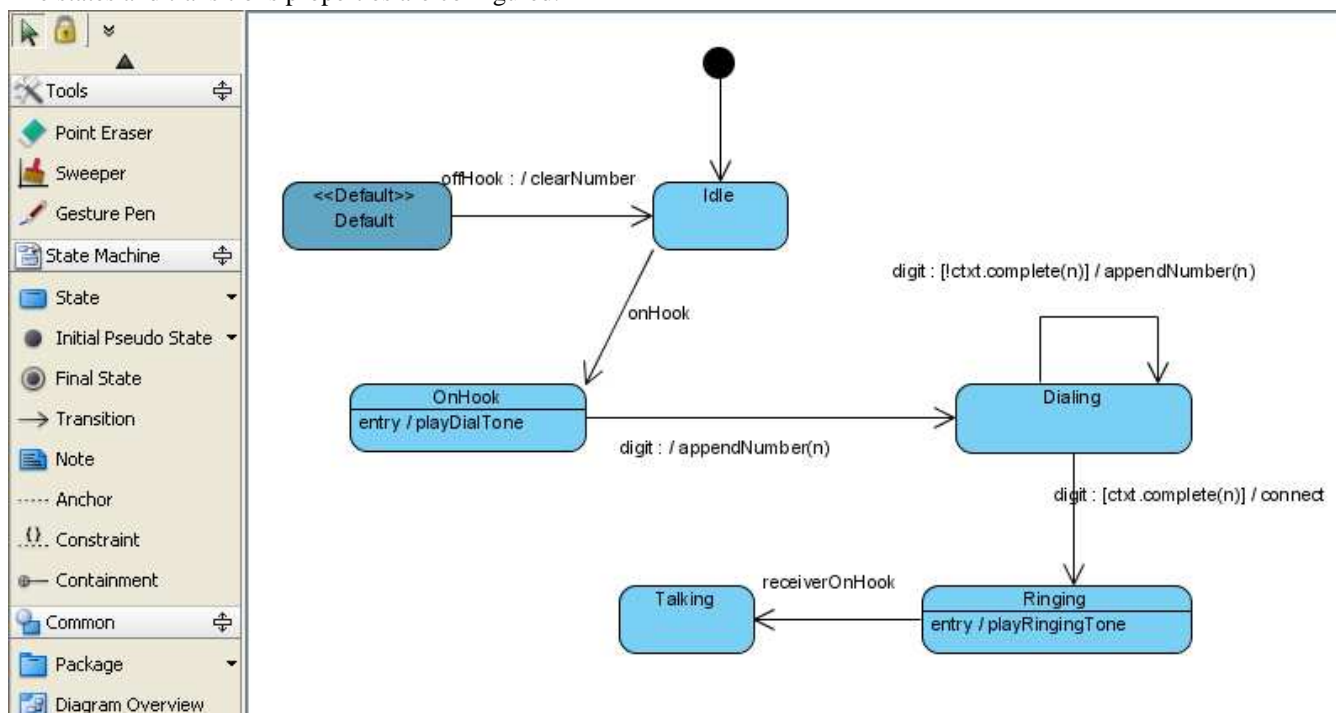 Tools
Point Eraser
Sweeper
Gesture Pen
State Machine
State
Initial Pseudo State
Final State
Transition
Note
Anchor
Constraint
Containment
Common
Package
Diagram Overview
offHook : / clearNumber
<<Default>>
Default
Idle
onHook
digit : [!ctxt.complete(n)] / appendNumber(n)
OnHook
entry / playDialTone
digit : / appendNumber(n)
Dialing
digit : [ctxt.complete(n)] / connect
receiverOnHook
Talking
Ringing
entry / playRingingTone